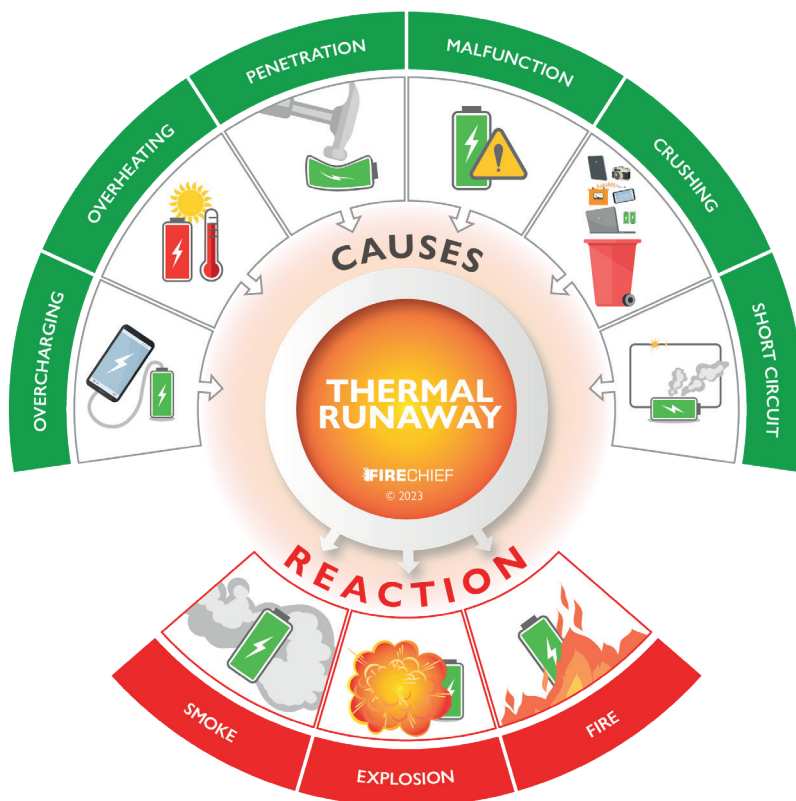 OVERCHARGING
OVERHEATING
PENETRATION
MALFUNCTION
CRUSHING
SHORT CIRCUIT
CAUSES
THERMAL
RUNAWAY
FIRECHIEF
© 2023
REACTION
SMOKE
EXPLOSION
FIRE